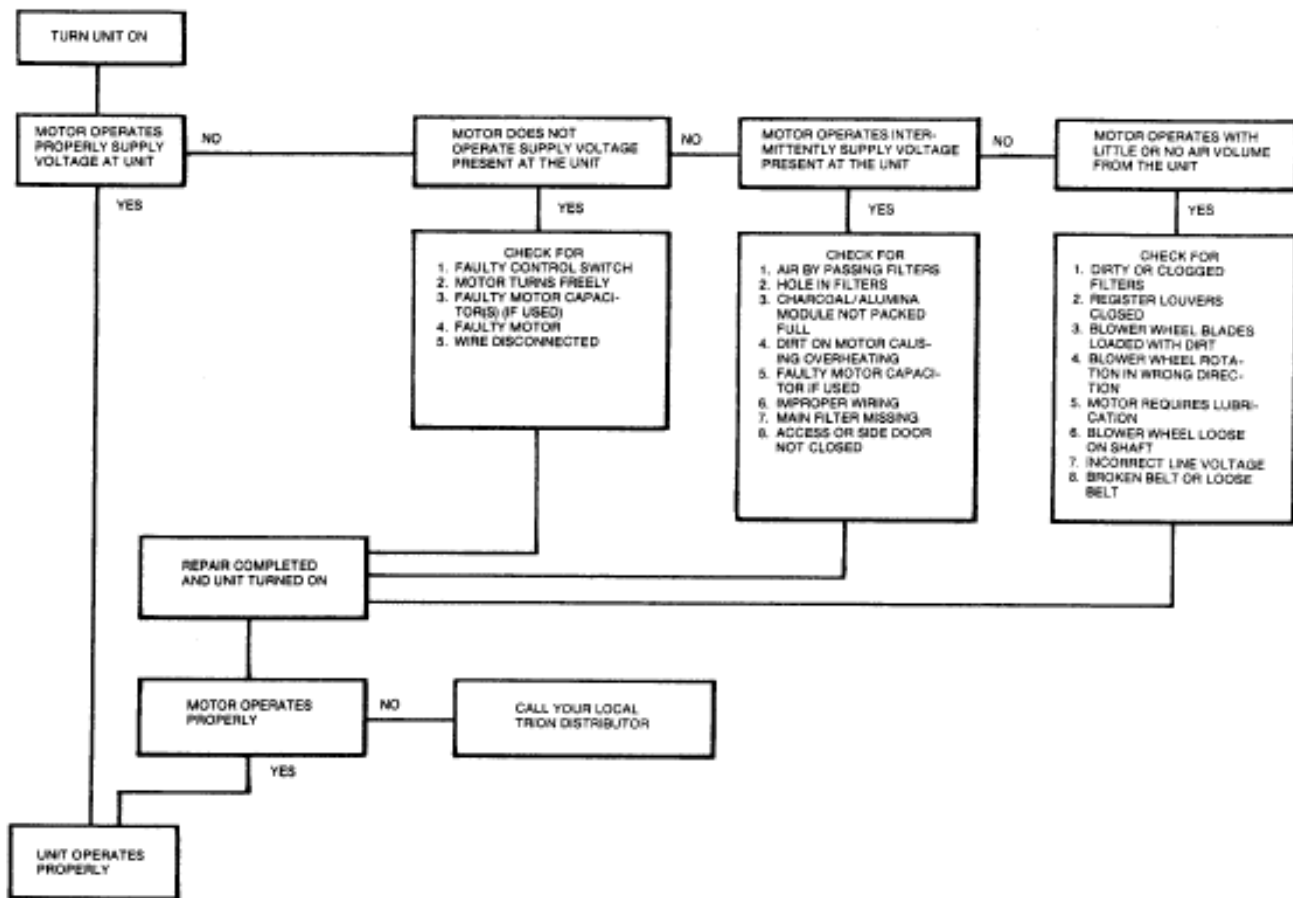 TURN UNIT ON
MOTOR OPERATES
PROPERLY SUPPLY
VOLTAGE AT UNIT
NO
MOTOR DOES NOT
OPERATE SUPPLY VOLTAGE
PRESENT AT THE UNIT
NO
MOTOR OPERATES INTER-
MITTENTLY SUPPLY VOLTAGE
PRESENT AT THE UNIT
NO
MOTOR OPERATES WITH
LITTLE OR NO AIR VOLUME
FROM THE UNIT
YES
YES
YES
YES
CHECK FOR
1. FAULTY CONTROL SWITCH
2. MOTOR TURNS FREELY
3. FAULTY MOTOR CAPACI-
TOR(S) (IF USED)
4. FAULTY MOTOR
5. WIRE DISCONNECTED
CHECK FOR
1. AIR BY PASSING FILTERS
2. HOLE IN FILTERS
3. CHARCOAL/ALUMINA
MODULE NOT PACKED
FULL
4. DIRT ON MOTOR CAUS-
ING OVERHEATING
5. FAULTY MOTOR CAPACI-
TOR IF USED
6. IMPROPER WIRING
7. MAIN FILTER MISSING
8. ACCESS OR SIDE DOOR
NOT CLOSED
CHECK FOR
1. DIRTY OR CLOGGED
FILTERS
2. REGISTER LOUVERS
CLOSED
3. BLOWER WHEEL BLADES
LOADED WITH DIRT
4. BLOWER WHEEL ROTA-
TION IN WRONG DIREC-
TION
5. MOTOR REQUIRES LUBRI-
CATION
6. BLOWER WHEEL LOOSE
ON SHAFT
7. INCORRECT LINE VOLTAGE
8. BROKEN BELT OR LOOSE
BELT
REPAIR COMPLETED
AND UNIT TURNED ON
MOTOR OPERATES
PROPERLY
NO
CALL YOUR LOCAL
TRION DISTRIBUTOR
YES
UNIT OPERATES
PROPERLY